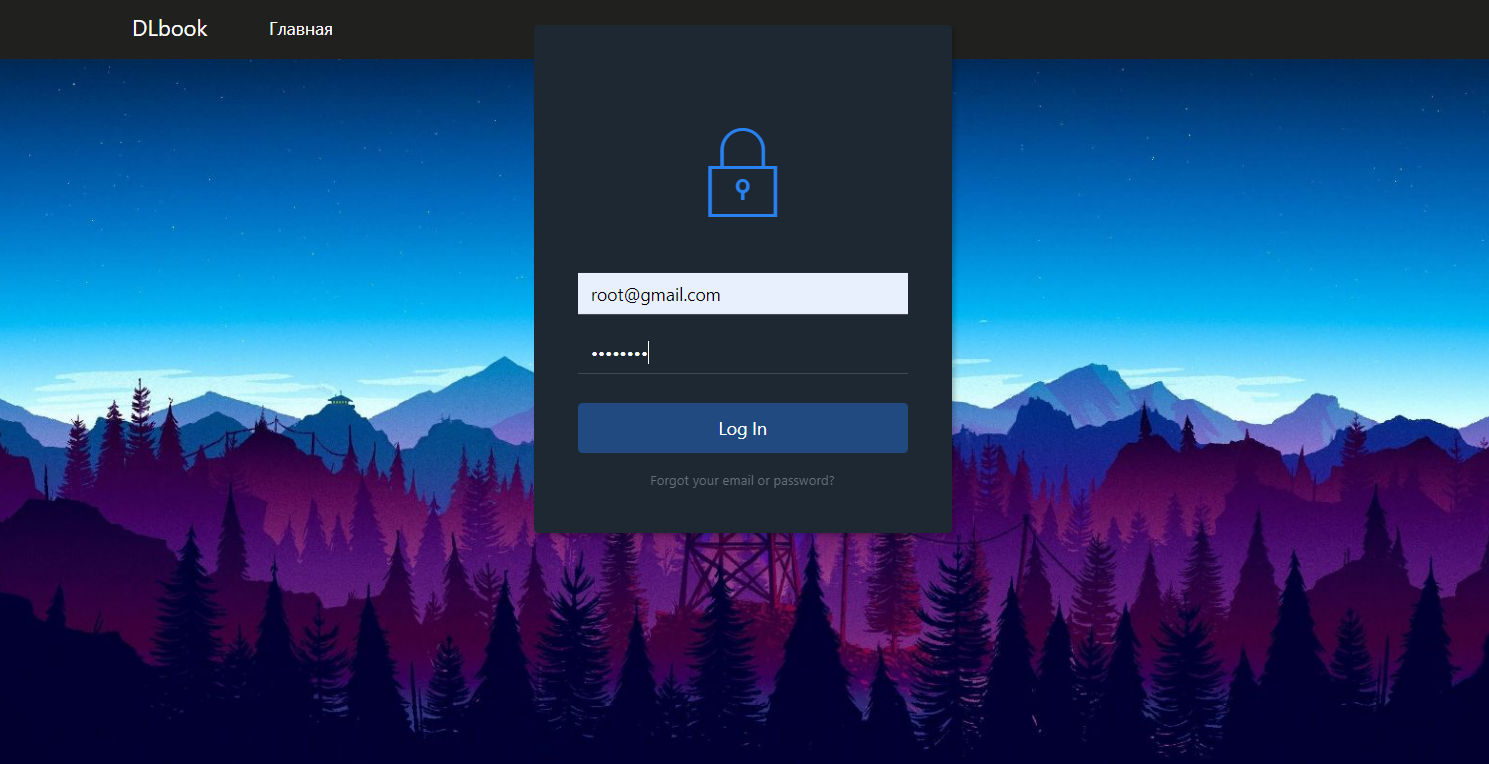 DLbook Главная
root@gmail.com
••••••••
Log In
Forgot your email or password?